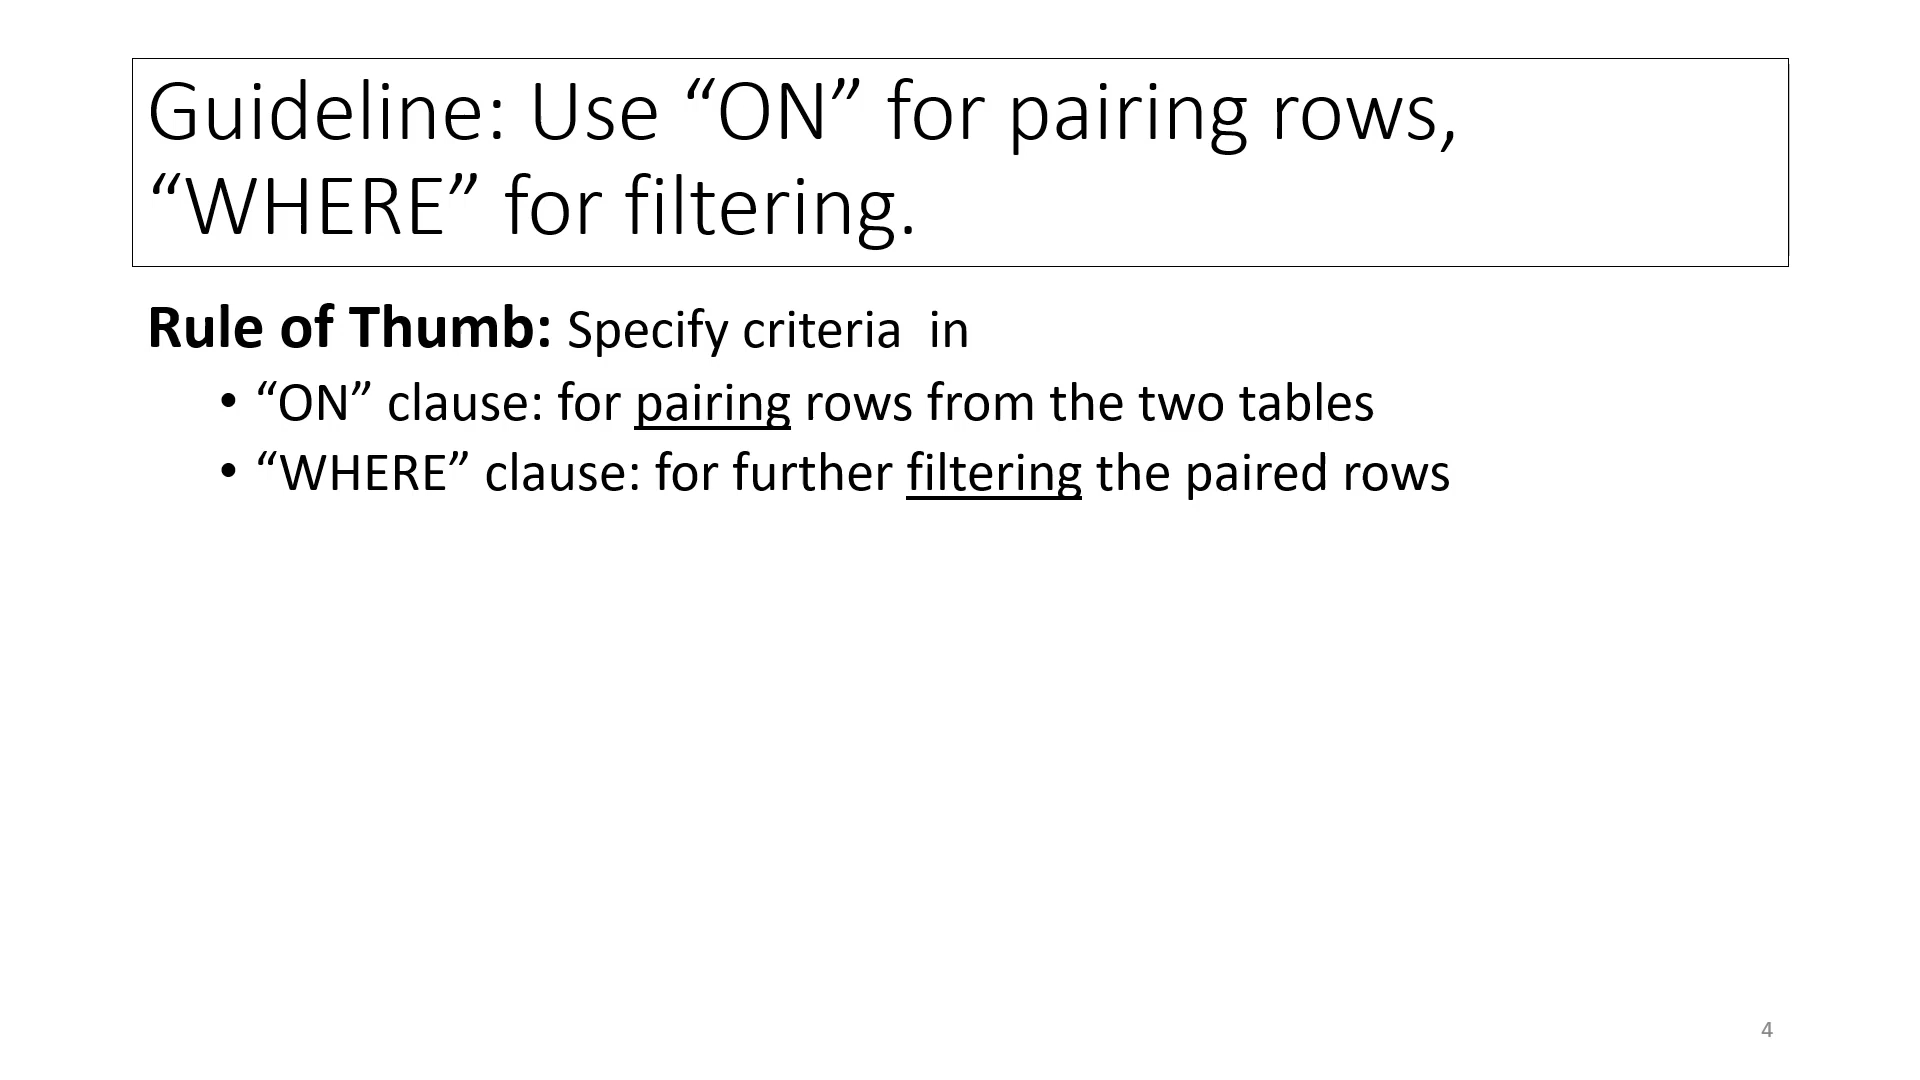 Guideline: Use “ON” for pairing rows,
“WHERE” for filtering.
Rule of Thumb: Specify criteria  in
• “ON” clause: for pairing rows from the two tables
• “WHERE” clause: for further filtering the paired rows
4